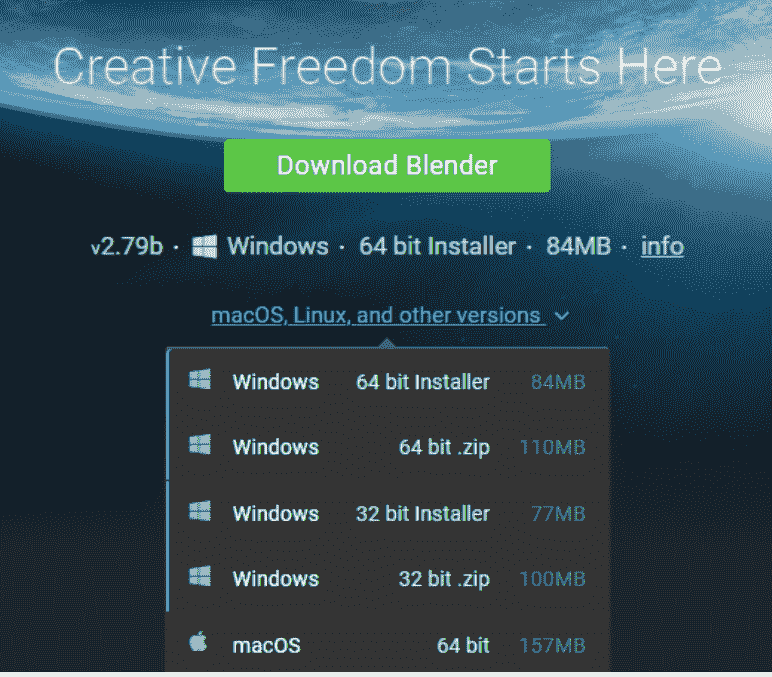 Creative Freedom Starts Here
Download Blender
v2.79b · Windows · 64 bit Installer · 84MB · info
macOS, Linux, and other versions
Windows 64 bit Installer 84MB
Windows 64 bit .zip 110MB
Windows 32 bit Installer 77MB
Windows 32 bit .zip 100MB
macOS 64 bit 157MB